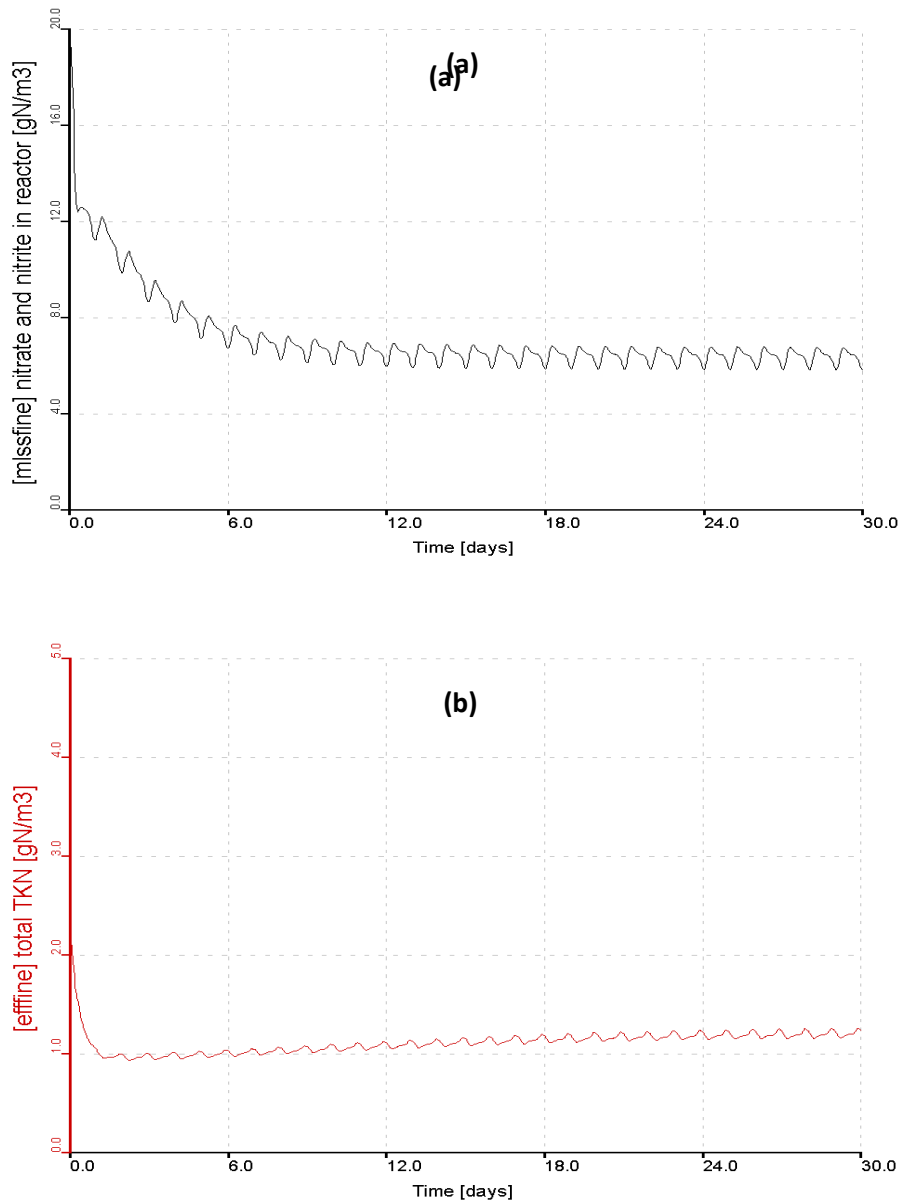 (a)
(a)
[mlssfine] nitrate and nitrite in reactor [gN/m3]
20.0
16.0
12.0
8.0
4.0
0.0
0.0 6.0 12.0 18.0 24.0 30.0
Time [days]
(b)
[efffine] total TKN [gN/m3]
5.0
4.0
3.0
2.0
1.0
0.0
0.0 6.0 12.0 18.0 24.0 30.0
Time [days]